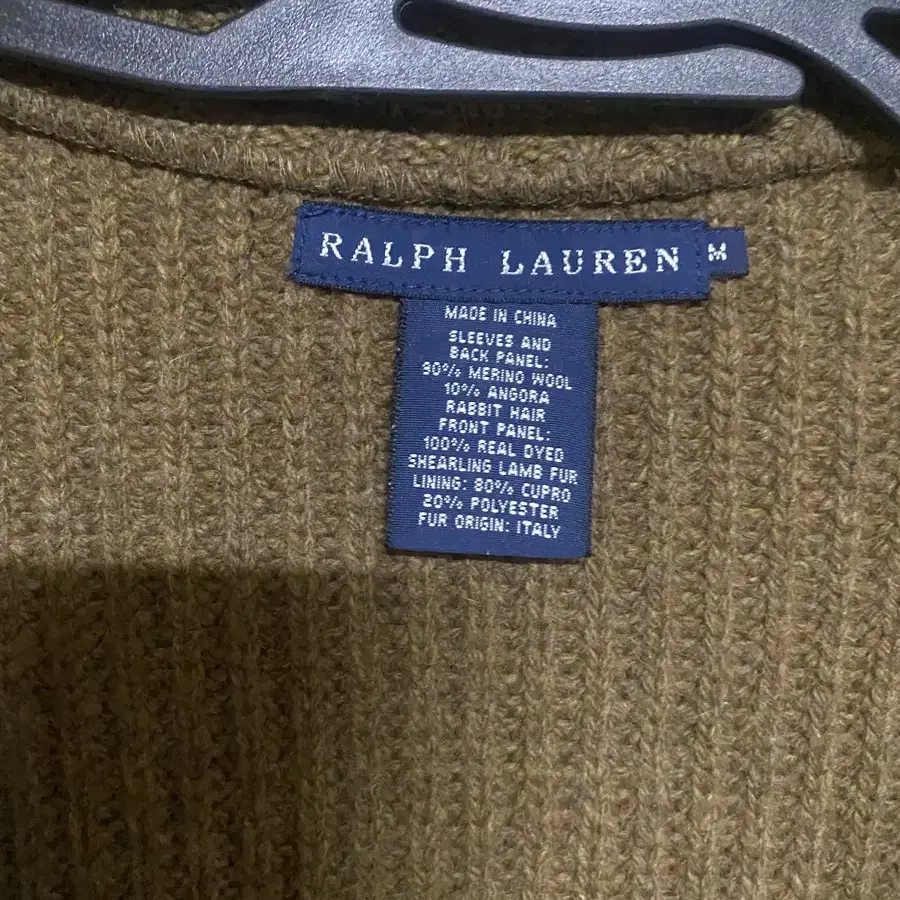 RALPH LAUREN M
MADE IN CHINA
SLEEVES AND
BACK PANEL:
90% MERINO WOOL
10% ANGORA
RABBIT HAIR
FRONT PANEL:
100% REAL DYED
SHEARLING LAMB FUR
LINING: 80% CUPRO
20% POLYESTER
FUR ORIGIN: ITALY